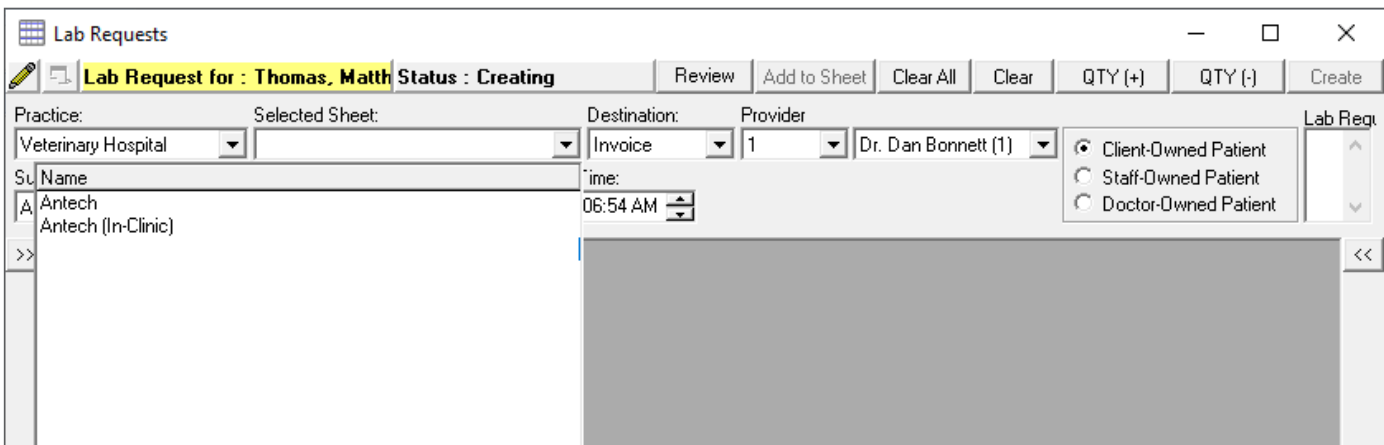 Lab Requests
Lab Request for : Thomas, Matth Status : Creating Review Add to Sheet Clear All Clear QTY (+) QTY (-) Create
Practice: Selected Sheet: Destination: Provider Lab Requ
Veterinary Hospital Invoice 1 Dr. Dan Bonnett (1) Client-Owned Patient
Su Name Time: Staff-Owned Patient
A Antech 06:54 AM Doctor-Owned Patient
Antech (In-Clinic)
>> <<